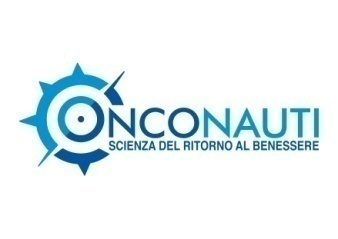 ONCONAUTI
SCIENZA DEL RITORNO AL BENESSERE